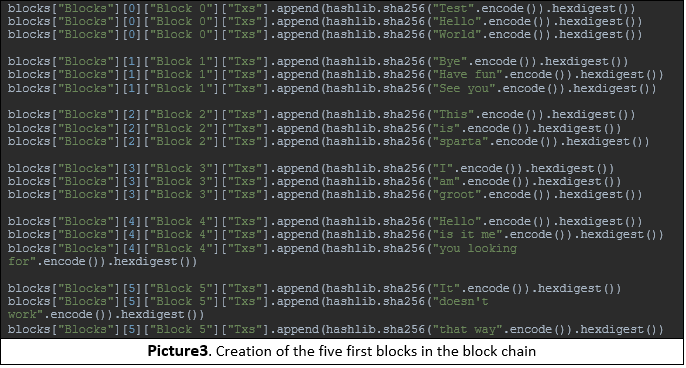 blocks["Blocks"][0]["Block 0"]["Txs"].append(hashlib.sha256("Test".encode()).hexdigest())
blocks["Blocks"][0]["Block 0"]["Txs"].append(hashlib.sha256("Hello".encode()).hexdigest())
blocks["Blocks"][0]["Block 0"]["Txs"].append(hashlib.sha256("World".encode()).hexdigest())
blocks["Blocks"][1]["Block 1"]["Txs"].append(hashlib.sha256("Bye".encode()).hexdigest())
blocks["Blocks"][1]["Block 1"]["Txs"].append(hashlib.sha256("Have fun".encode()).hexdigest())
blocks["Blocks"][1]["Block 1"]["Txs"].append(hashlib.sha256("See you".encode()).hexdigest())
blocks["Blocks"][2]["Block 2"]["Txs"].append(hashlib.sha256("This".encode()).hexdigest())
blocks["Blocks"][2]["Block 2"]["Txs"].append(hashlib.sha256("is".encode()).hexdigest())
blocks["Blocks"][2]["Block 2"]["Txs"].append(hashlib.sha256("sparta".encode()).hexdigest())
blocks["Blocks"][3]["Block 3"]["Txs"].append(hashlib.sha256("I".encode()).hexdigest())
blocks["Blocks"][3]["Block 3"]["Txs"].append(hashlib.sha256("am".encode()).hexdigest())
blocks["Blocks"][3]["Block 3"]["Txs"].append(hashlib.sha256("groot".encode()).hexdigest())
blocks["Blocks"][4]["Block 4"]["Txs"].append(hashlib.sha256("Hello".encode()).hexdigest())
blocks["Blocks"][4]["Block 4"]["Txs"].append(hashlib.sha256("is it me".encode()).hexdigest())
blocks["Blocks"][4]["Block 4"]["Txs"].append(hashlib.sha256("you looking
for".encode()).hexdigest())
blocks["Blocks"][5]["Block 5"]["Txs"].append(hashlib.sha256("It".encode()).hexdigest())
blocks["Blocks"][5]["Block 5"]["Txs"].append(hashlib.sha256("doesn't
work".encode()).hexdigest())
blocks["Blocks"][5]["Block 5"]["Txs"].append(hashlib.sha256("that way".encode()).hexdigest())
Picture3. Creation of the five first blocks in the block chain